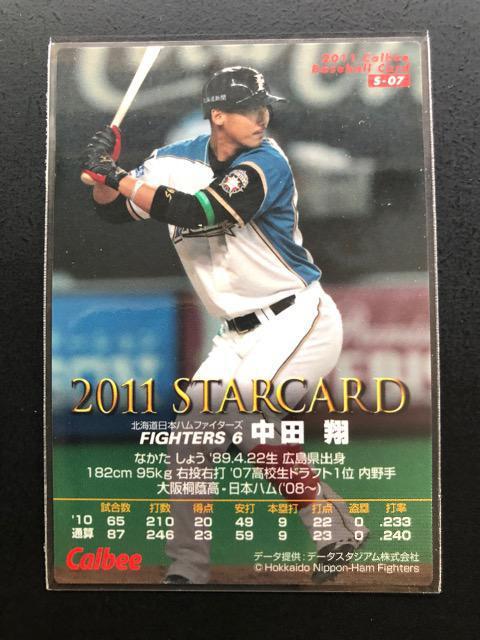 2011 Calbee
Baseball Card
S-07
北海道新聞
2011 STARCARD
北海道日本ハムファイターズ
FIGHTERS 6 中田 翔
なかた しょう '89.4.22生 広島県出身
182cm 95kg 右投右打 '07高校生ドラフト1位 内野手
大阪桐蔭高-日本ハム('08〜)
試合数 打数 得点 安打 本塁打 打点 盗塁 打率
'10 65 210 20 49 9 22 0 .233
通算 87 246 23 59 9 23 0 .240
Calbee
データ提供:データスタジアム株式会社
©Hokkaido Nippon-Ham Fighters